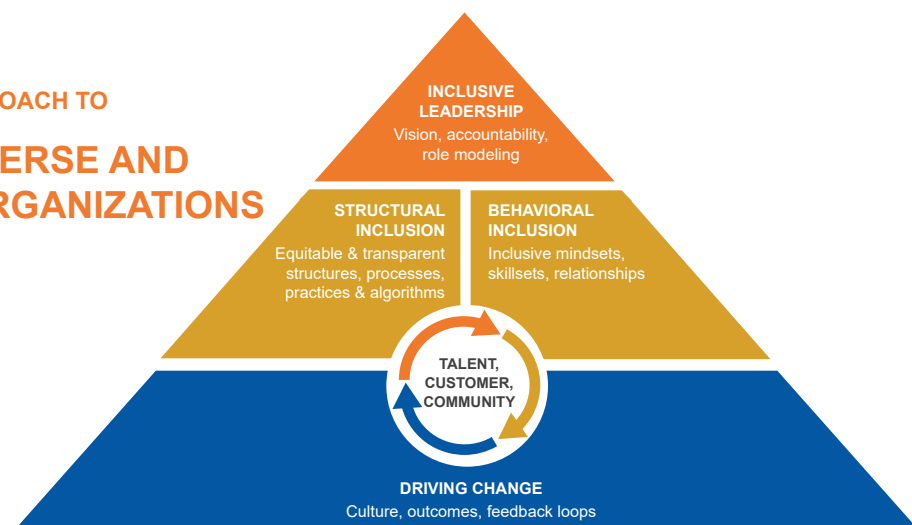 OACH TO
ERSE AND
RGANIZATIONS
INCLUSIVE
LEADERSHIP
Vision, accountability,
role modeling
STRUCTURAL
INCLUSION
Equitable & transparent
structures, processes,
practices & algorithms
BEHAVIORAL
INCLUSION
Inclusive mindsets,
skillsets, relationships
TALENT,
CUSTOMER,
COMMUNITY
DRIVING CHANGE
Culture, outcomes, feedback loops